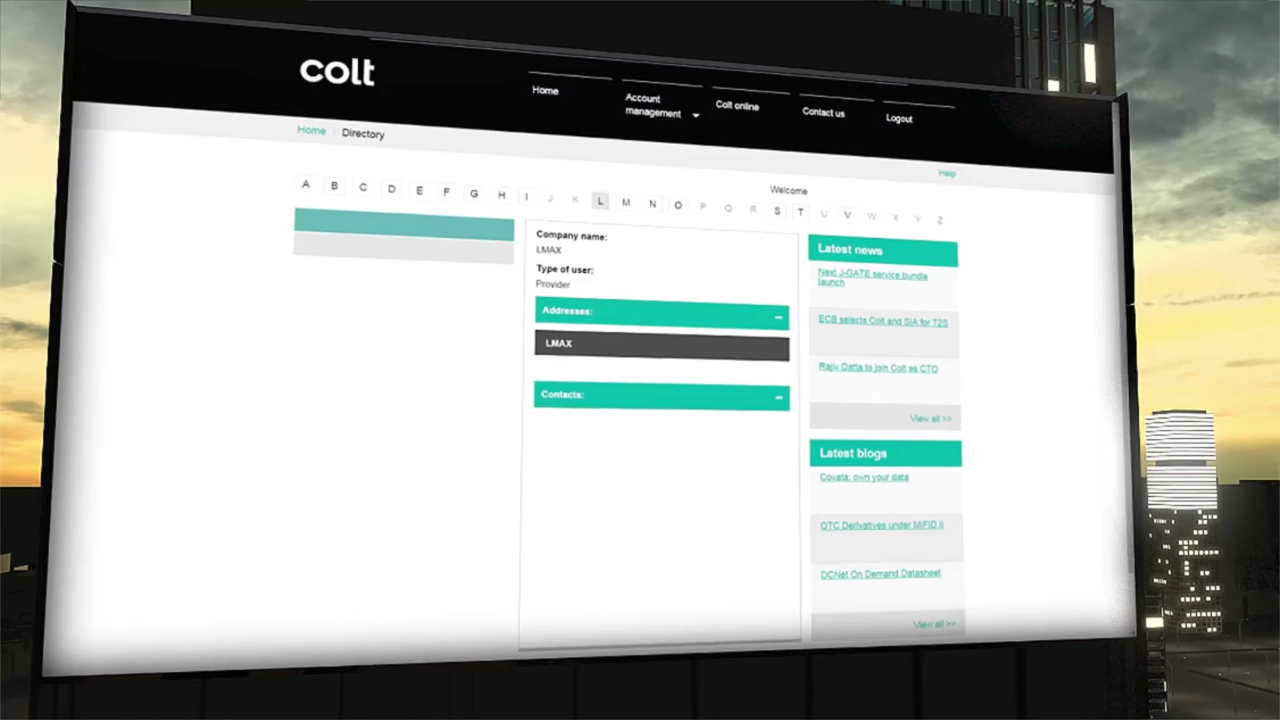 colt
Home
Account
management
Colt online
Contact us
Logout
Home
Directory
Help
Welcome
A B C D E F G H I J K L M N O P Q R S T U V W X Y Z
Company name:
LMAX
Type of user:
Provider
Addresses:
LMAX
Contacts:
Latest news
Next J-GATE service bundle
launch
ECB selects Colt and SIA for T2S
Rajiv Datta to join Colt as CTO
View all >>
Latest blogs
Covata: own your data
OTC Derivatives under MiFID ii
DCNet On Demand Datasheet
View all >>